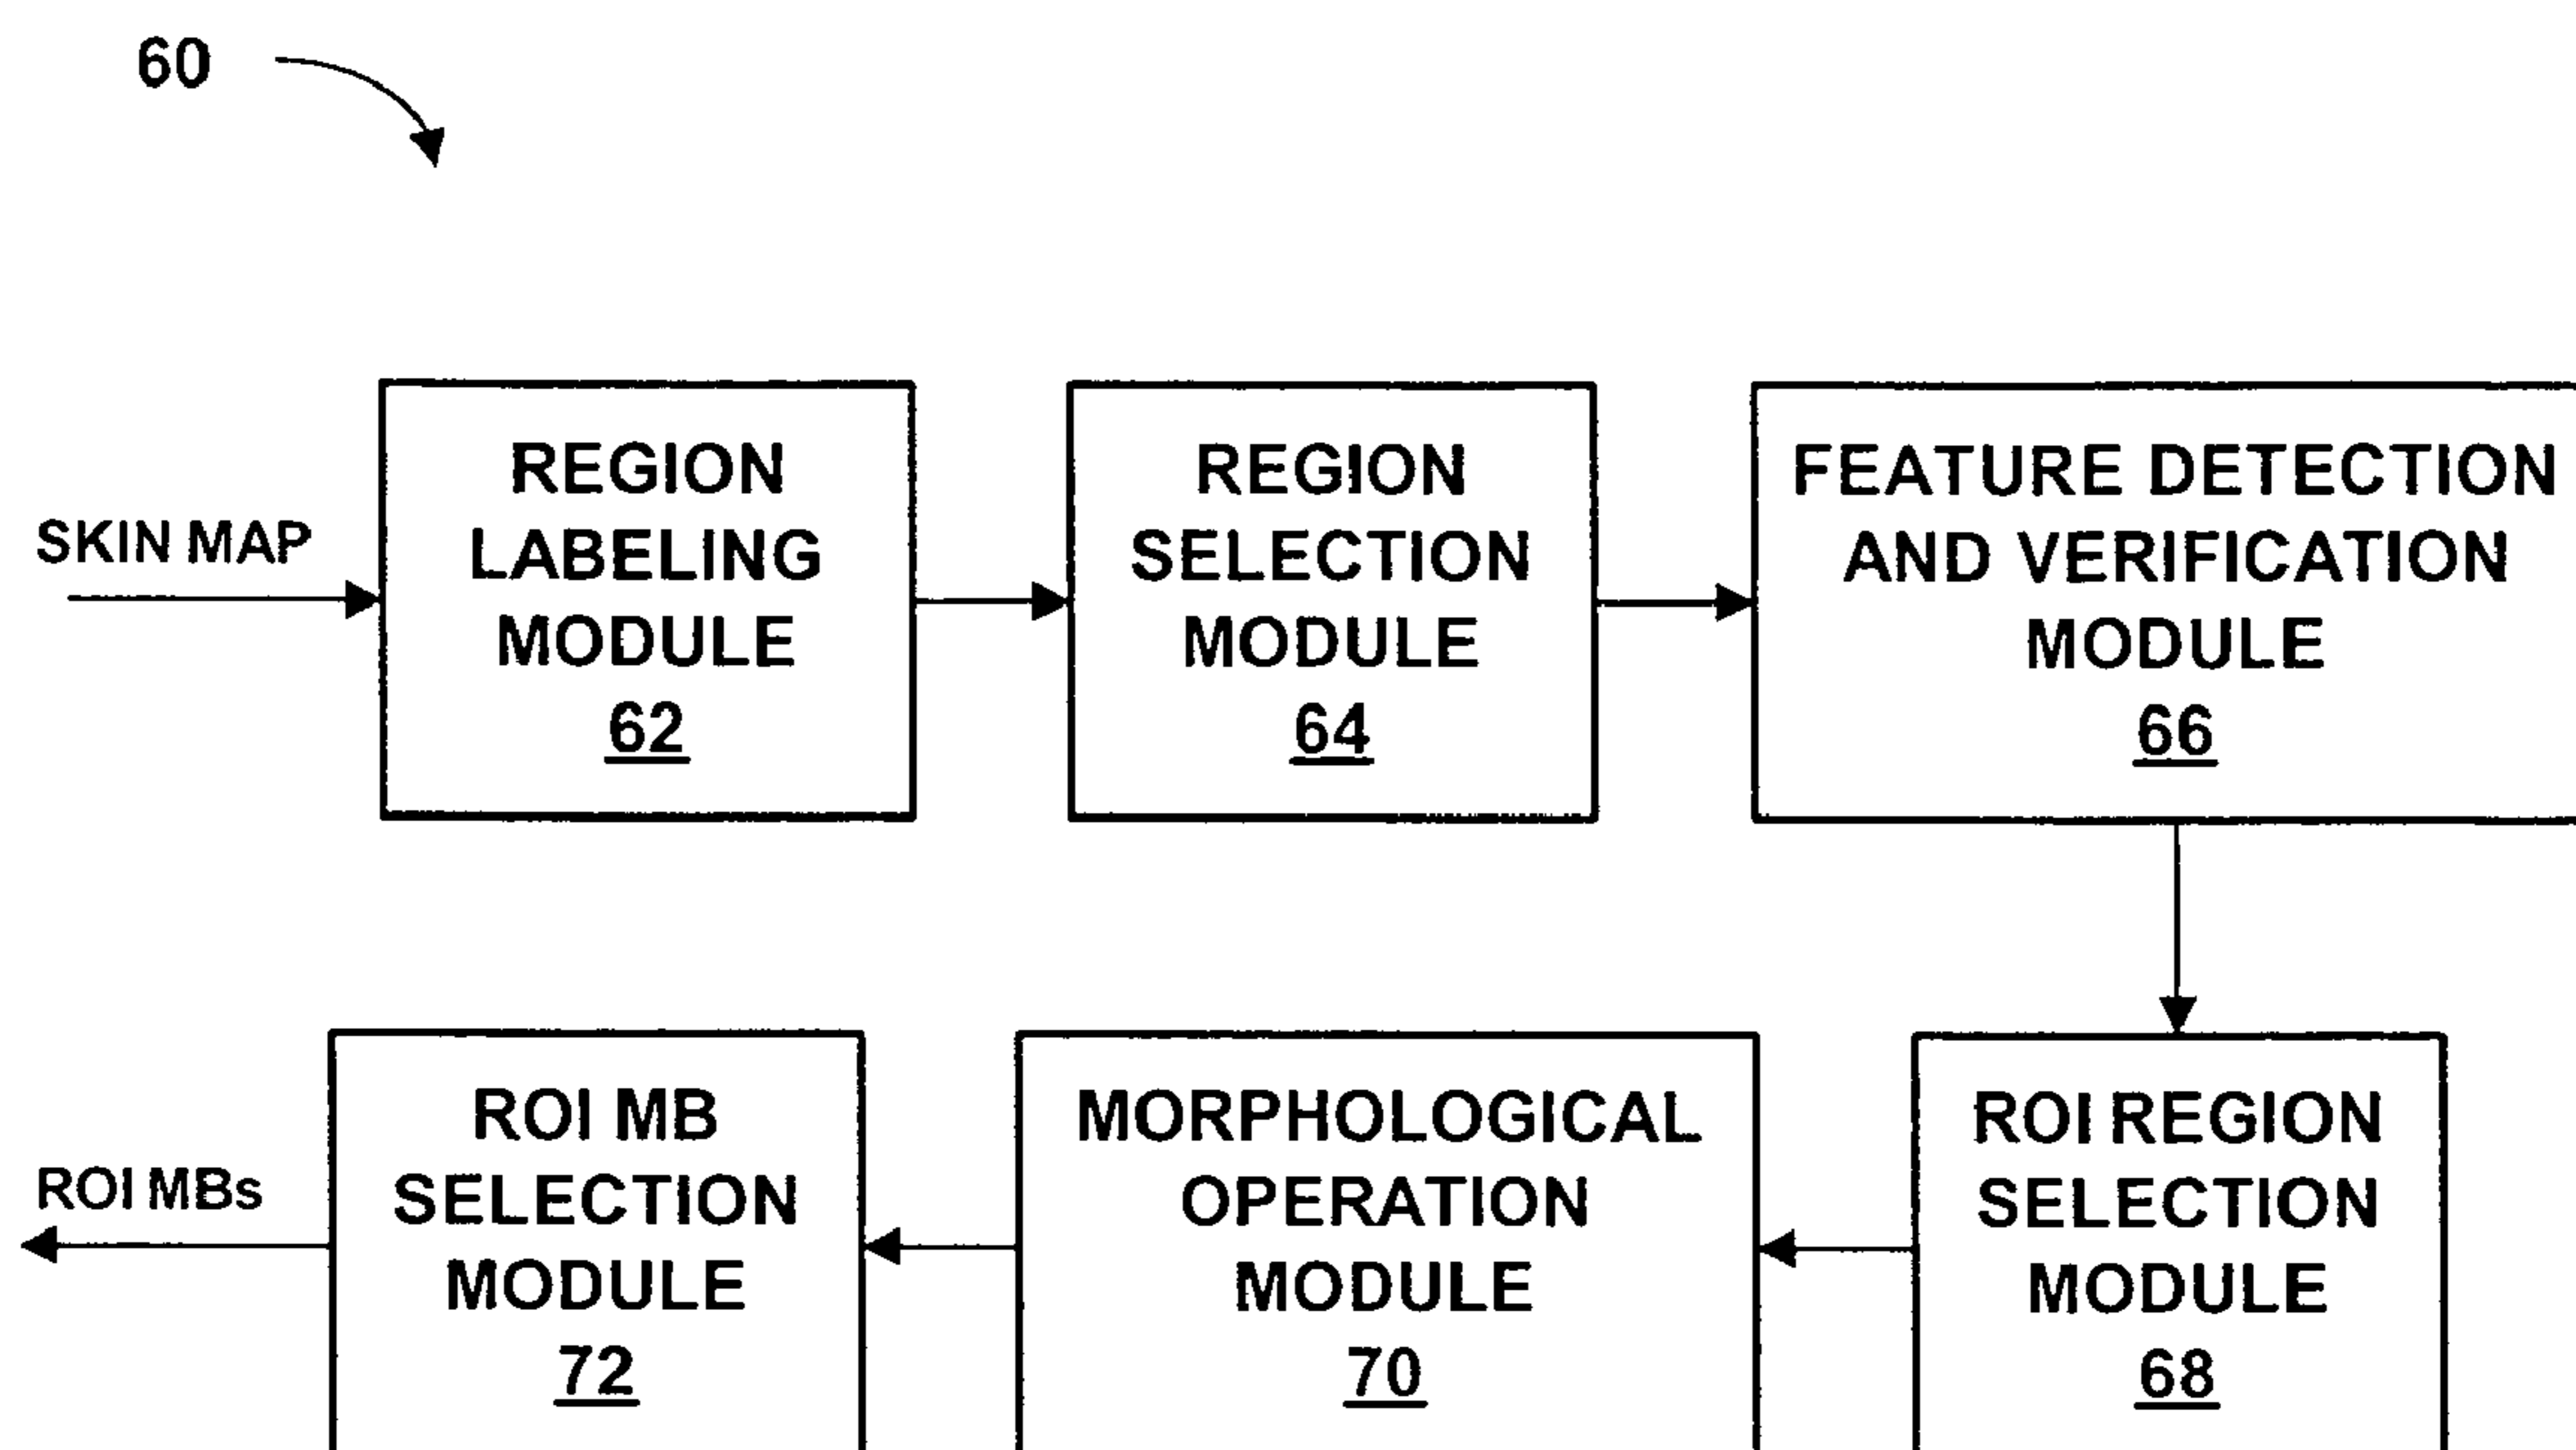 60
SKIN MAP
REGION
LABELING
MODULE
62
REGION
SELECTION
MODULE
64
FEATURE DETECTION
AND VERIFICATION
MODULE
66
ROI MBs
ROI MB
SELECTION
MODULE
72
MORPHOLOGICAL
OPERATION
MODULE
70
ROI REGION
SELECTION
MODULE
68